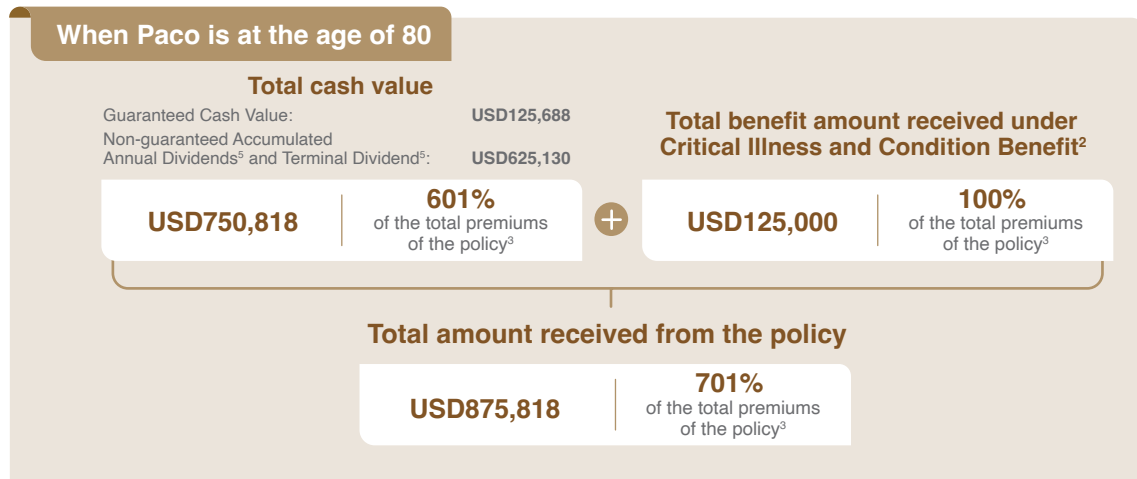 When Paco is at the age of 80
Total cash value
Guaranteed Cash Value: USD125,688
Non-guaranteed Accumulated
Annual Dividends⁵ and Terminal Dividend⁵: USD625,130
USD750,818
601%
of the total premiums
of the policy³
+
Total benefit amount received under
Critical Illness and Condition Benefit²
USD125,000
100%
of the total premiums
of the policy³
Total amount received from the policy
USD875,818
701%
of the total premiums
of the policy³